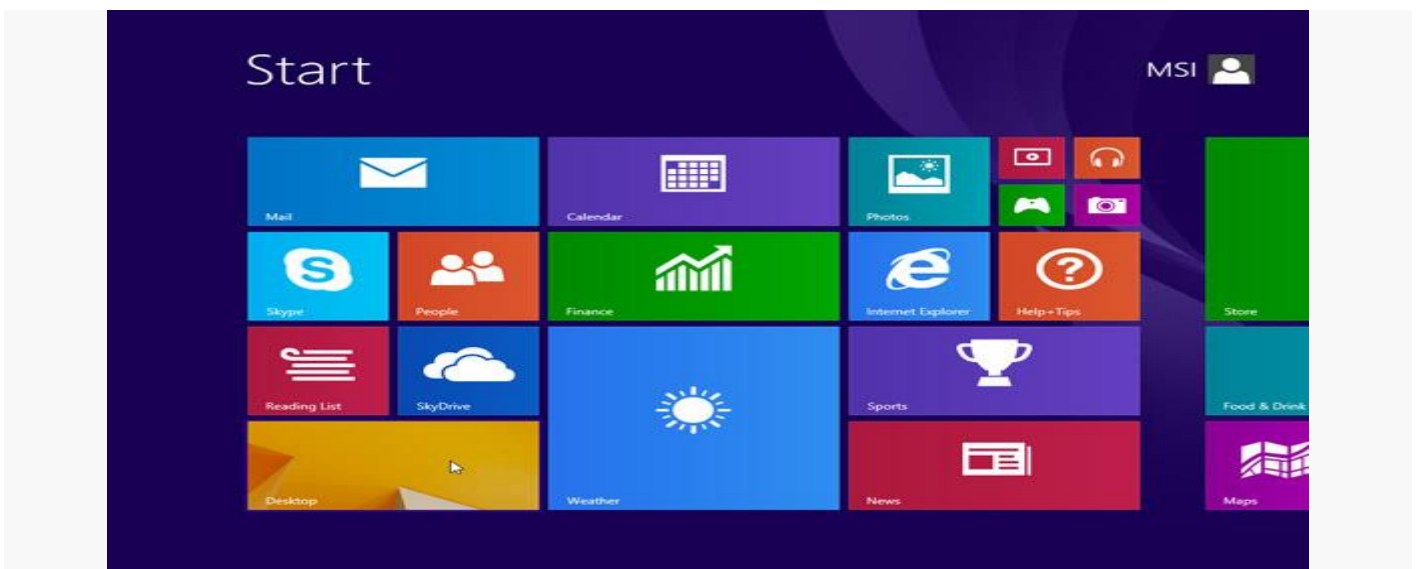 Start
MSI
Mail
Calendar
Photos
Skype
People
Finance
Internet Explorer
Help+Tips
Store
Reading List
SkyDrive
Sports
Food & Drink
Desktop
Weather
News
Maps